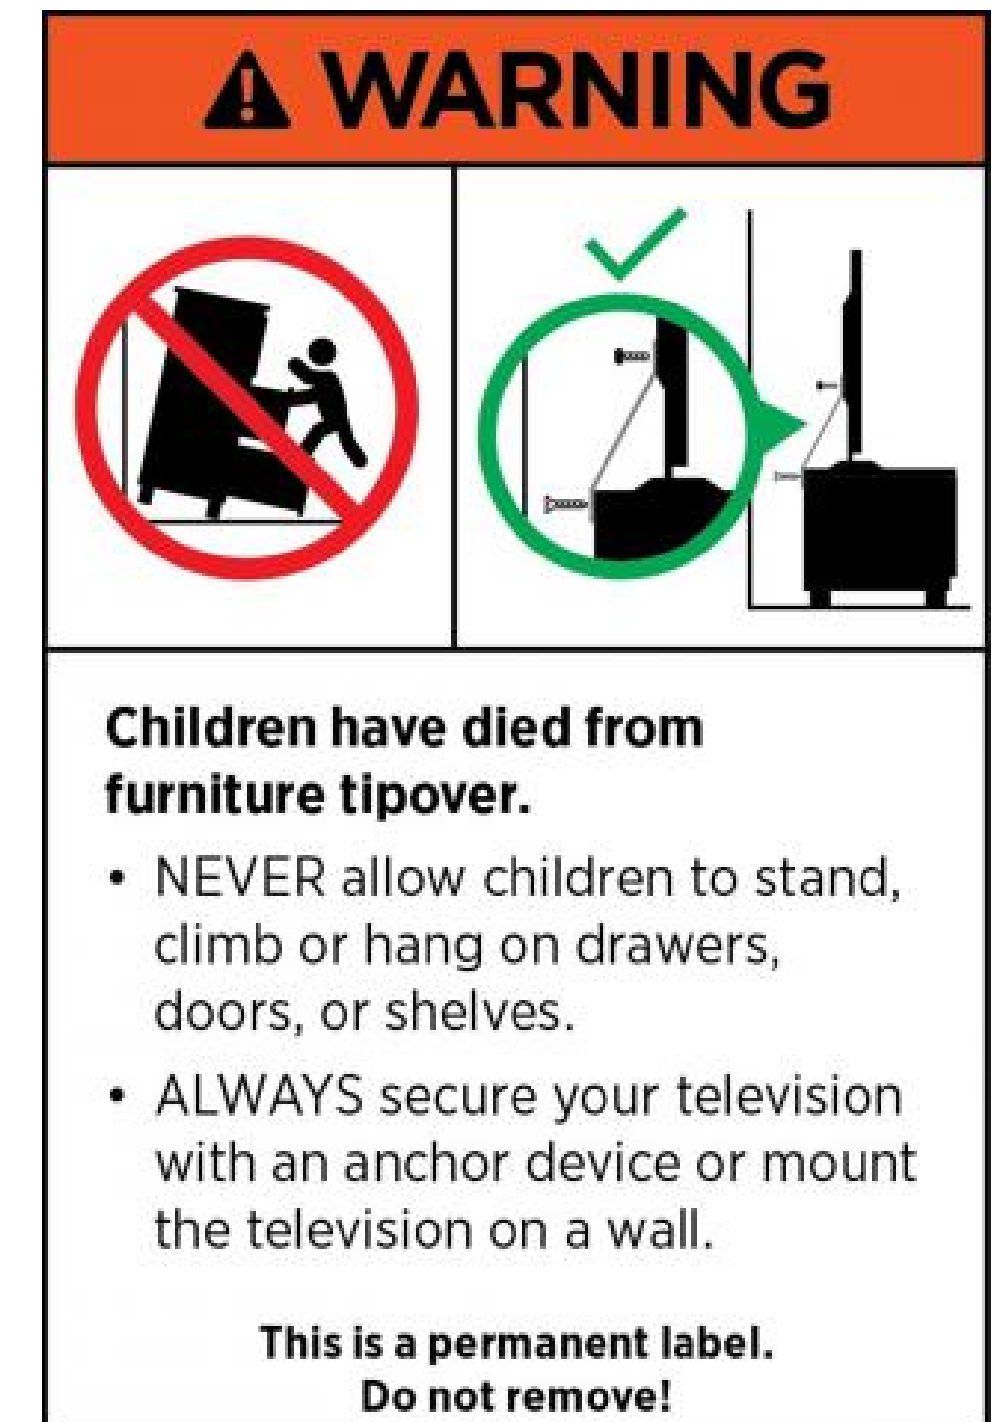 WARNING
Children have died from
furniture tipover.
• NEVER allow children to stand,
climb or hang on drawers,
doors, or shelves.
• ALWAYS secure your television
with an anchor device or mount
the television on a wall.
This is a permanent label.
Do not remove!